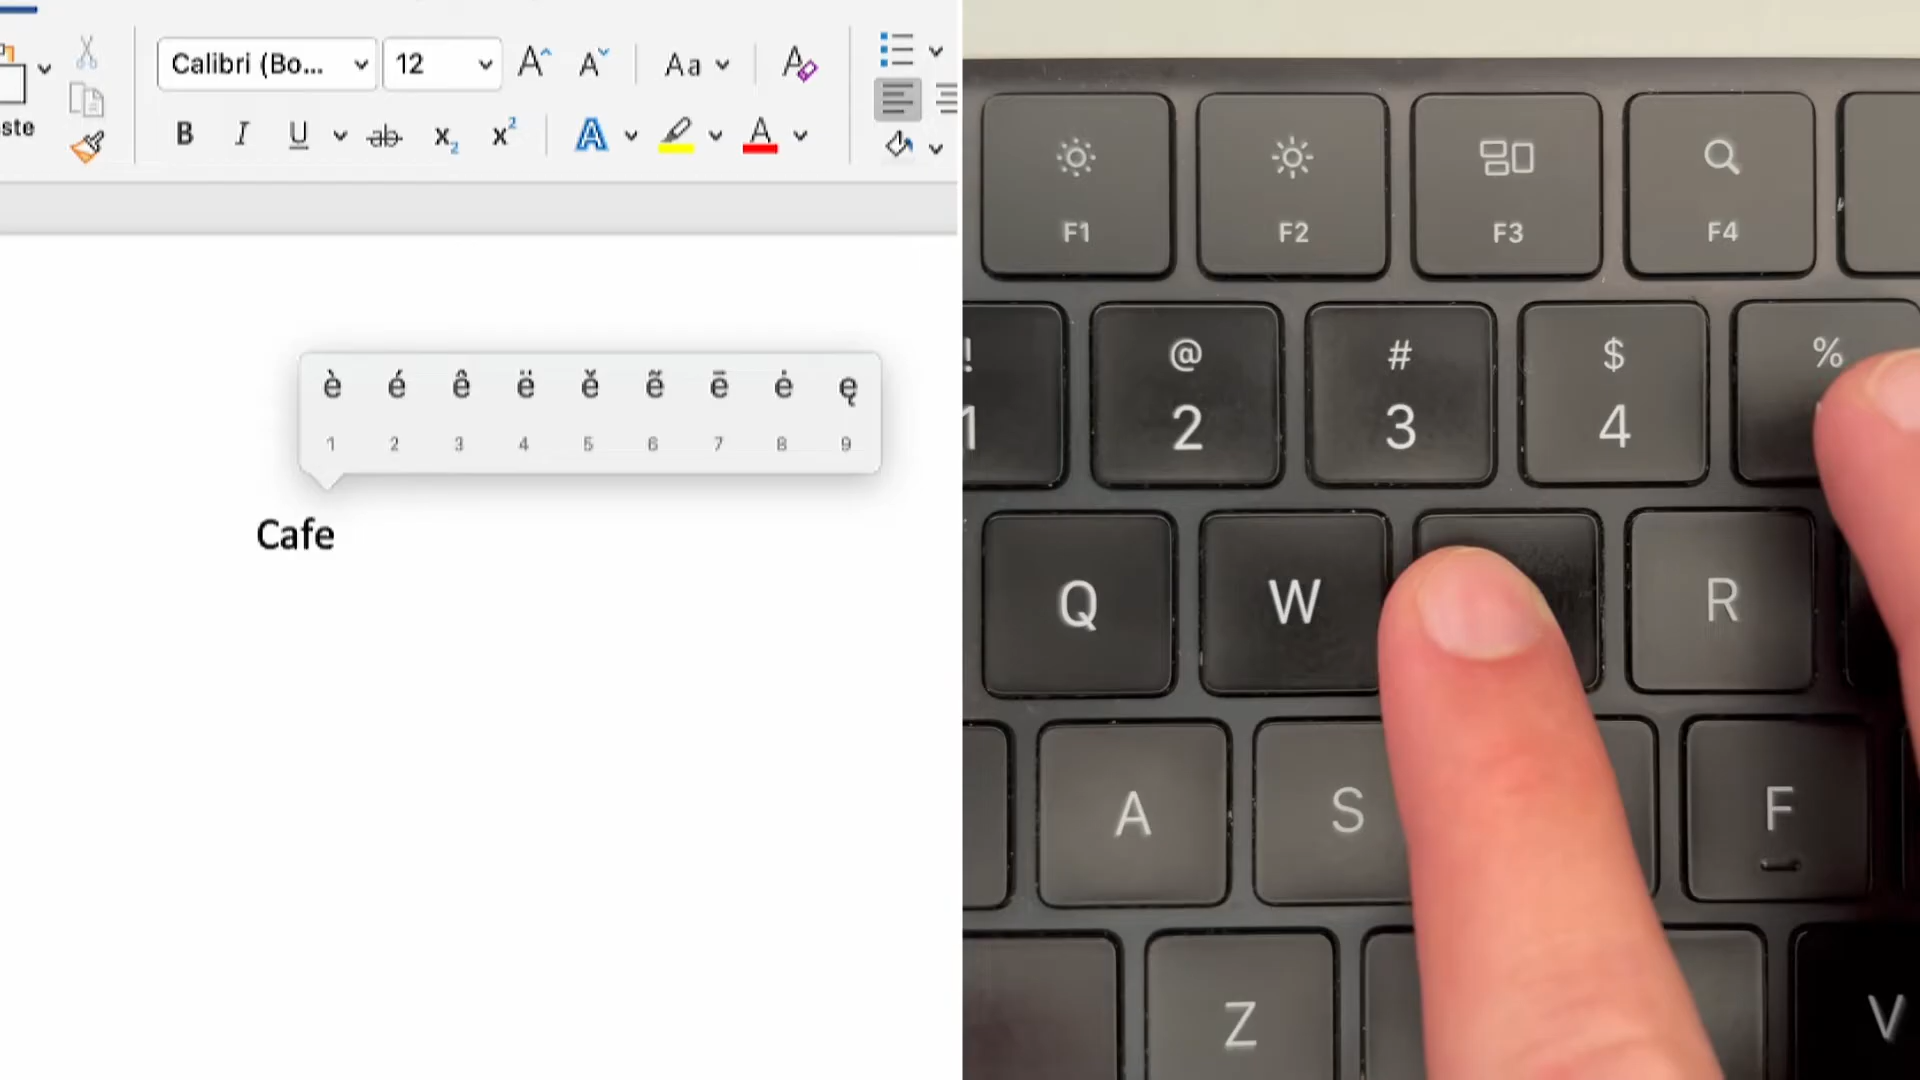 Calibri (Bo... 12 A A Aa A
ste B I U ab x₂ x² A A
è é ê ë ě ẽ ē ė ę
1 2 3 4 5 6 7 8 9
Cafe
F1 F2 F3 F4
! @ # $ %
1 2 3 4
Q W R
A S F
Z V